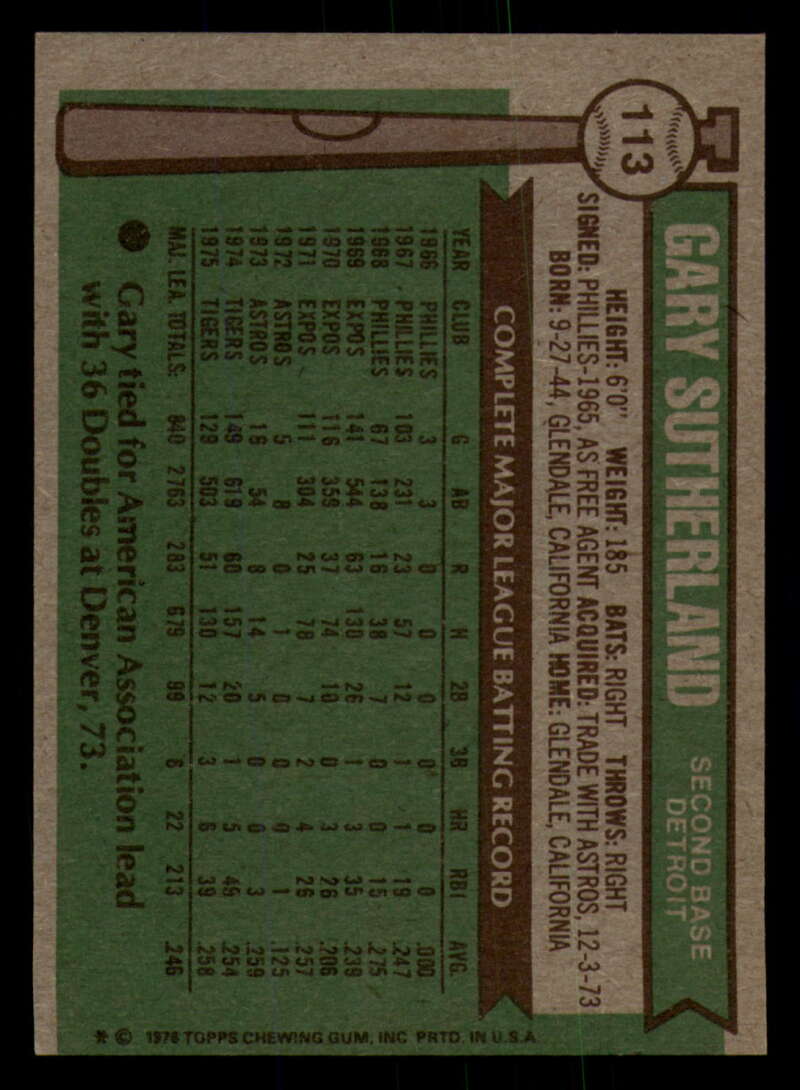 113
GARY SUTHERLAND
SECOND BASE
DETROIT
HEIGHT: 6'0" WEIGHT: 185 BATS: RIGHT THROWS: RIGHT
SIGNED: PHILLIES-1965, AS FREE AGENT ACQUIRED: TRADE WITH ASTROS, 12-3-73
BORN: 9-27-44, GLENDALE, CALIFORNIA HOME: GLENDALE, CALIFORNIA
COMPLETE MAJOR LEAGUE BATTING RECORD
YEAR CLUB G AB R H 2B 3B HR RBI AVG.
1966 PHILLIES 3 3 0 0 0 0 0 0 .000
1967 PHILLIES 103 231 23 57 12 1 1 19 .247
1968 PHILLIES 67 138 16 38 7 0 0 15 .275
1969 EXPOS 141 544 63 130 26 1 3 35 .239
1970 EXPOS 116 359 37 74 10 0 3 26 .206
1971 EXPOS 111 304 25 78 7 2 4 26 .257
1972 ASTROS 5 8 0 1 0 0 0 1 .125
1973 ASTROS 16 54 8 14 5 0 0 3 .259
1974 TIGERS 149 619 60 157 20 1 5 49 .254
1975 TIGERS 129 503 51 130 12 3 6 39 .258
MAJ. LEA. TOTALS: 840 2763 283 679 99 8 22 213 .246
Gary tied for American Association lead
with 36 Doubles at Denver, 73.
* © 1976 TOPPS CHEWING GUM, INC PRTD. IN U.S.A